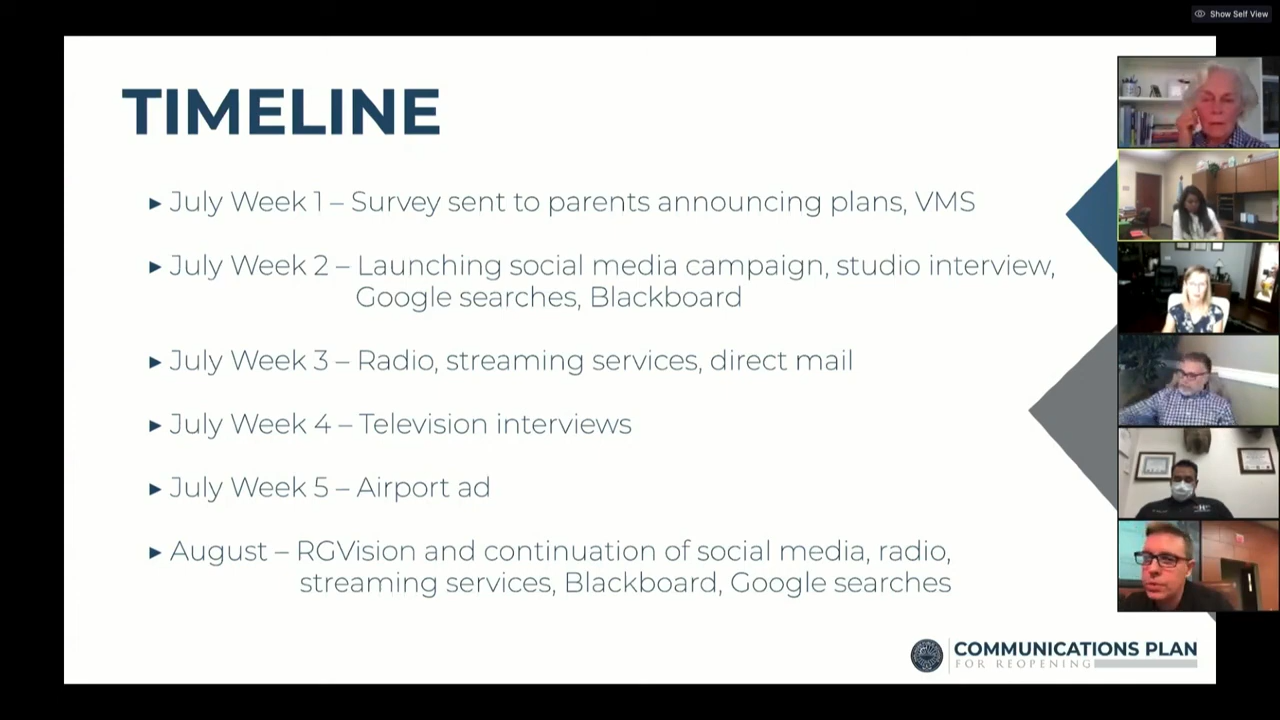 Show Self View
TIMELINE
► July Week 1 – Survey sent to parents announcing plans, VMS
► July Week 2 – Launching social media campaign, studio interview,
Google searches, Blackboard
► July Week 3 – Radio, streaming services, direct mail
► July Week 4 – Television interviews
► July Week 5 – Airport ad
► August – RGVision and continuation of social media, radio,
streaming services, Blackboard, Google searches
COMMUNICATIONS PLAN
FOR REOPENING